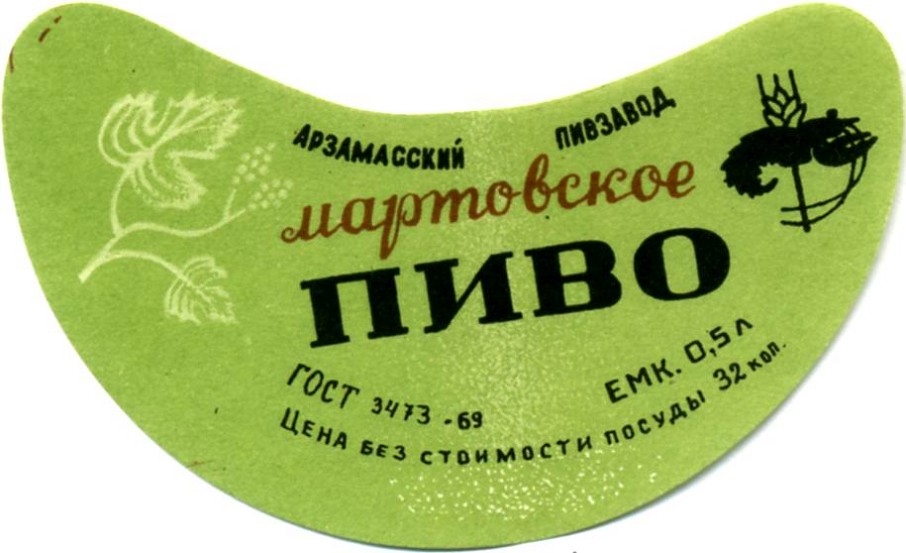 АРЗАМАССКИЙ ПИВЗАВОД
мартовское
ПИВО
ГОСТ 3473-69 ЕМК. 0,5 л
ЦЕНА БЕЗ СТОИМОСТИ ПОСУДЫ 32 коп.